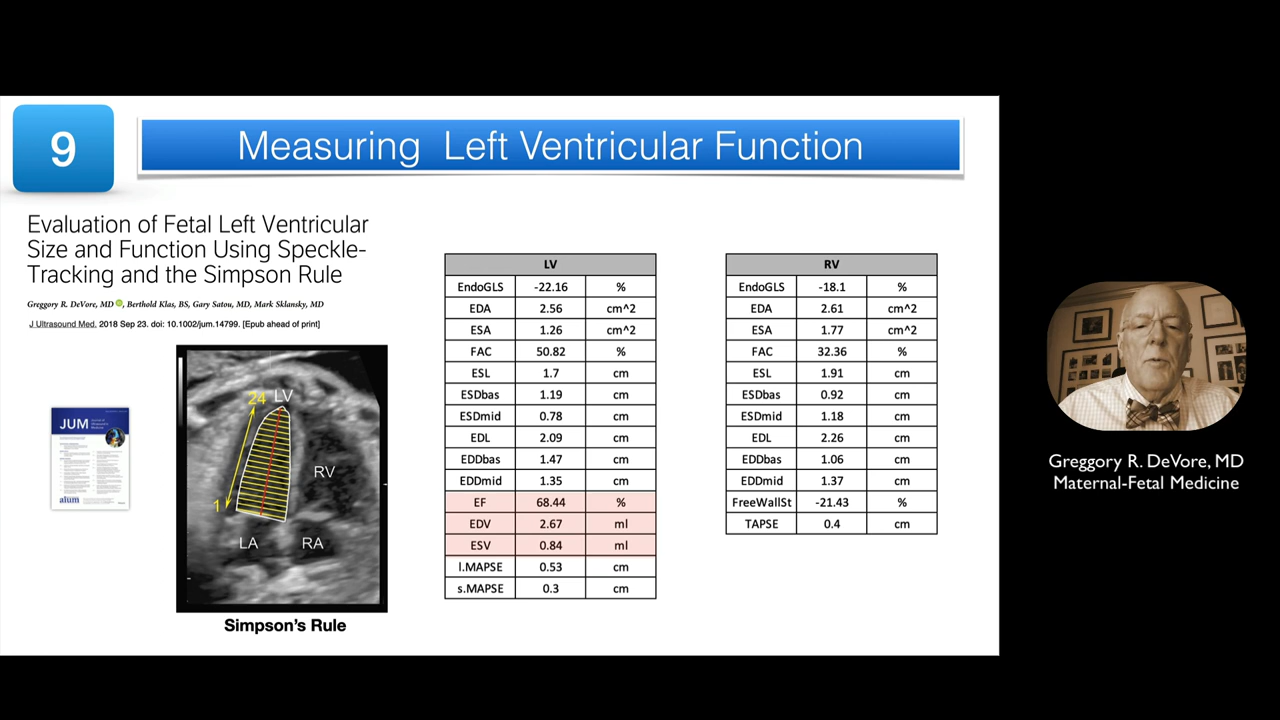 9
Measuring Left Ventricular Function
Evaluation of Fetal Left Ventricular
Size and Function Using Speckle-
Tracking and the Simpson Rule
Greggory R. DeVore, MD , Berthold Klas, BS, Gary Satou, MD, Mark Sklansky, MD
J Ultrasound Med. 2018 Sep 23. doi: 10.1002/jum.14799. [Epub ahead of print]
JUM
aium
24 LV
RV
1
LA RA
Simpson's Rule
LV
EndoGLS -22.16 %
EDA 2.56 cm^2
ESA 1.26 cm^2
FAC 50.82 %
ESL 1.7 cm
ESDbas 1.19 cm
ESDmid 0.78 cm
EDL 2.09 cm
EDDbas 1.47 cm
EDDmid 1.35 cm
EF 68.44 %
EDV 2.67 ml
ESV 0.84 ml
l.MAPSE 0.53 cm
s.MAPSE 0.3 cm
RV
EndoGLS -18.1 %
EDA 2.61 cm^2
ESA 1.77 cm^2
FAC 32.36 %
ESL 1.91 cm
ESDbas 0.92 cm
ESDmid 1.18 cm
EDL 2.26 cm
EDDbas 1.06 cm
EDDmid 1.37 cm
FreeWallSt -21.43 %
TAPSE 0.4 cm
Greggory R. DeVore, MD
Maternal-Fetal Medicine